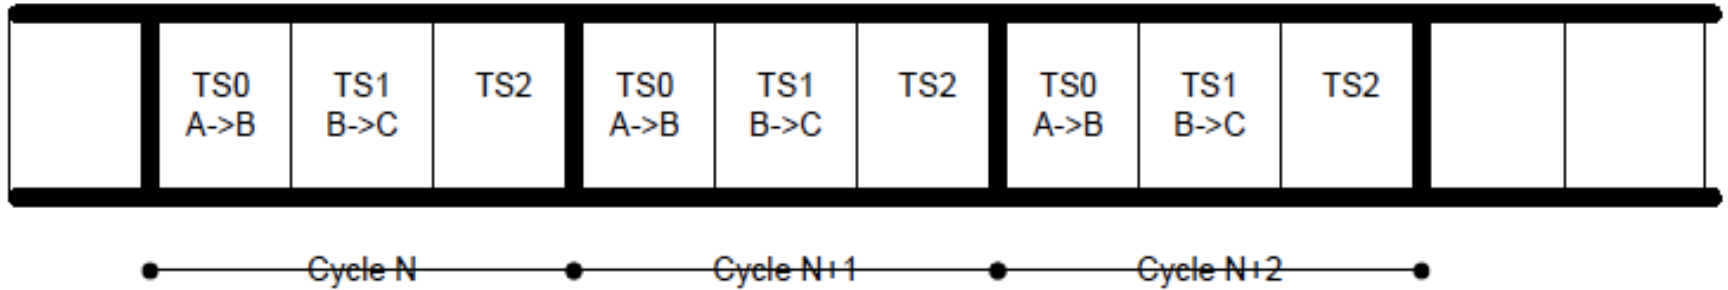 TS0 TS1 TS2 TS0 TS1 TS2 TS0 TS1 TS2
A->B B->C A->B B->C A->B B->C
Cycle N Cycle N+1 Cycle N+2